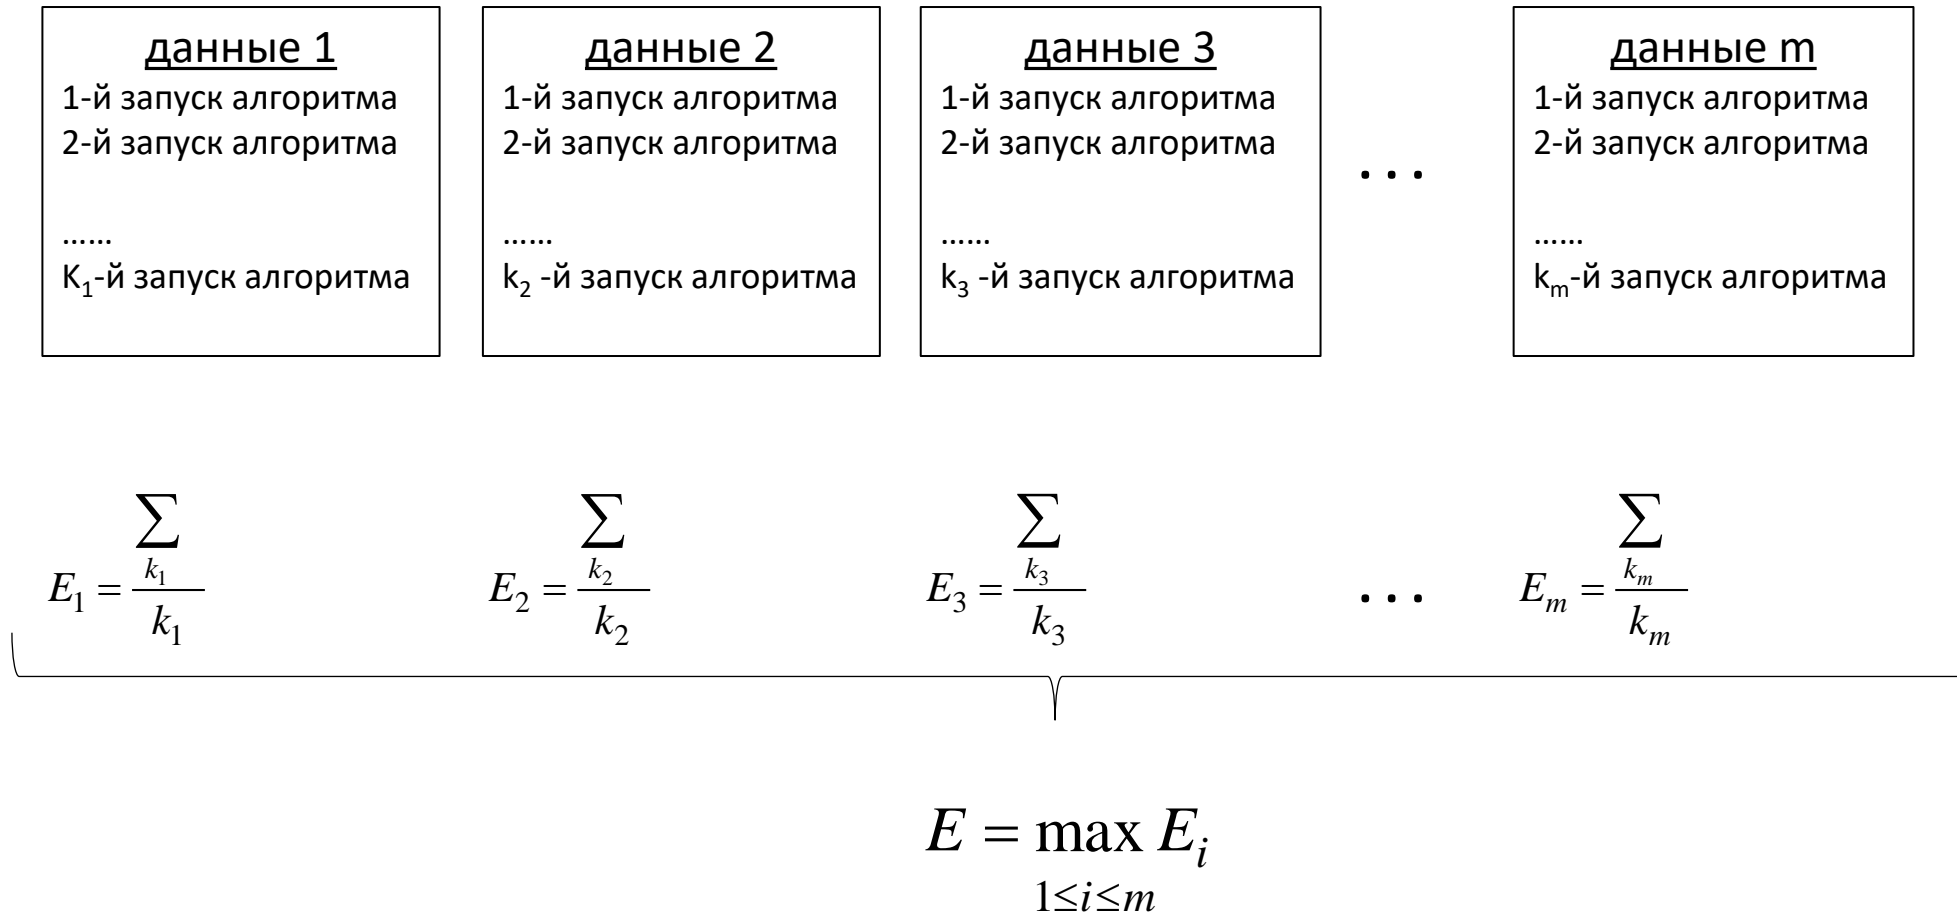 данные 1
1-й запуск алгоритма
2-й запуск алгоритма
......
K₁-й запуск алгоритма
данные 2
1-й запуск алгоритма
2-й запуск алгоритма
......
k₂ -й запуск алгоритма
данные 3
1-й запуск алгоритма
2-й запуск алгоритма
......
k₃ -й запуск алгоритма
...
данные m
1-й запуск алгоритма
2-й запуск алгоритма
......
kₘ-й запуск алгоритма
∑
k₁
E₁ =
k₁
∑
k₂
E₂ =
k₂
∑
k₃
E₃ =
k₃
...
∑
kₘ
Eₘ =
kₘ
E = max Eᵢ
1≤i≤m